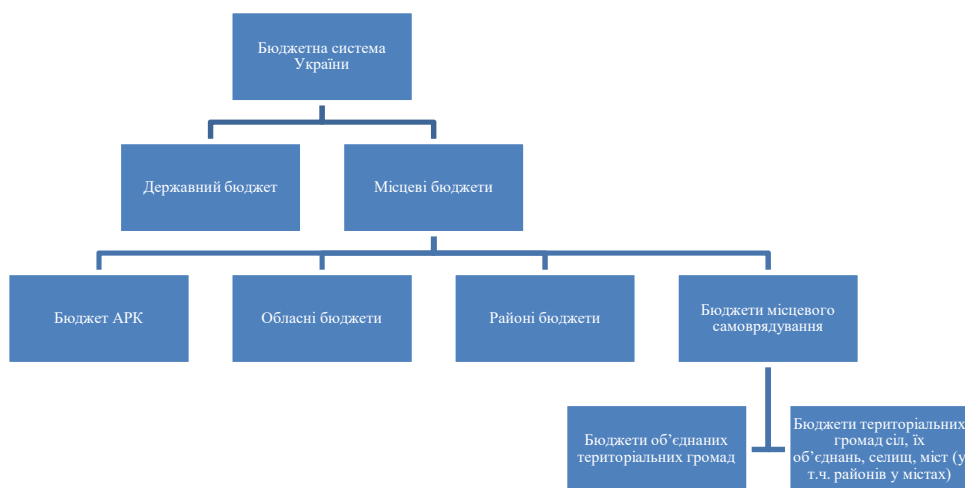 Бюджетна система
України
Державний бюджет
Місцеві бюджети
Бюджет АРК
Обласні бюджети
Районі бюджети
Бюджети місцевого
самоврядування
Бюджети об’єднаних
територіальних громад
Бюджети територіальних
громад сіл, їх
об’єднань, селищ, міст (у
т.ч. районів у містах)